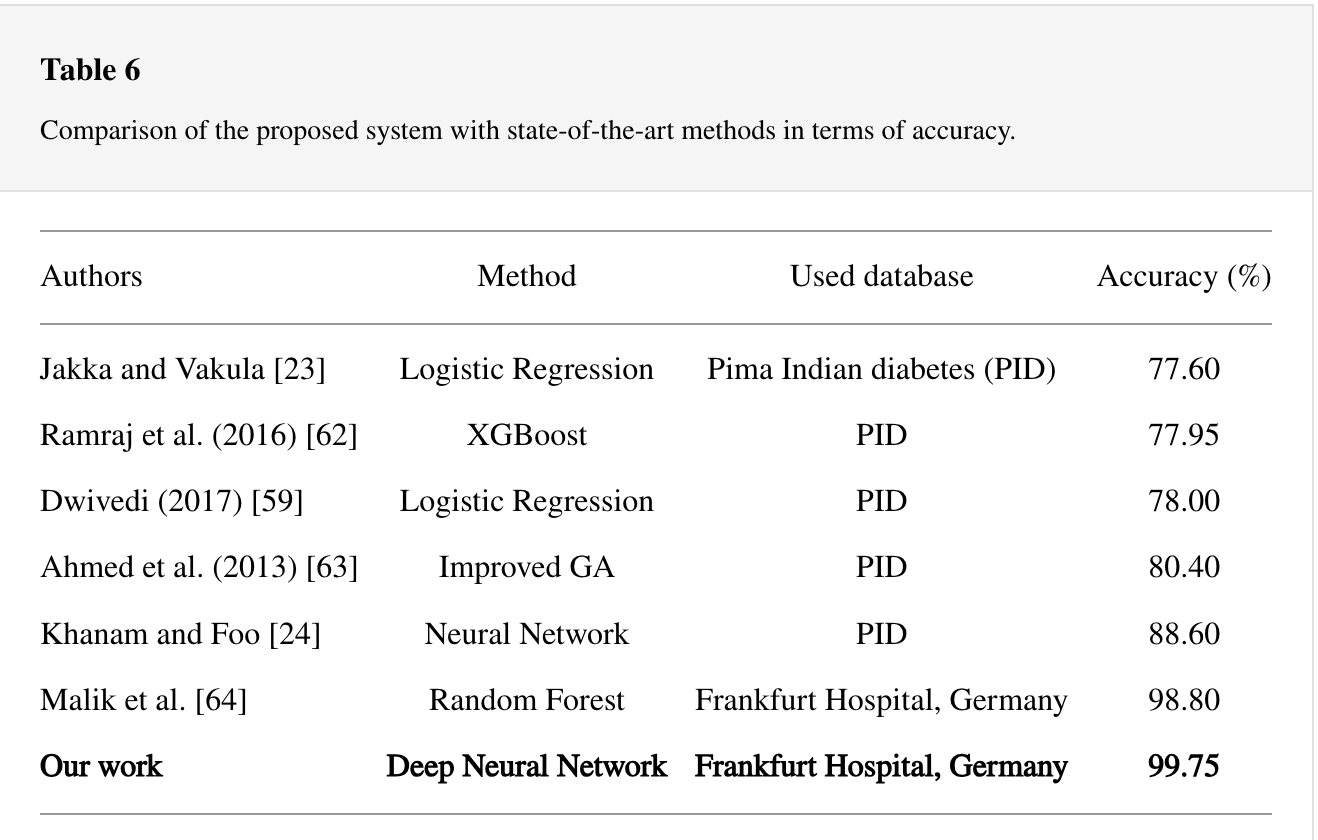 Table 6
Comparison of the proposed system with state-of-the-art methods in terms of accuracy.
Authors Method Used database Accuracy (%)
Jakka and Vakula [23] Logistic Regression Pima Indian diabetes (PID) 77.60
Ramraj et al. (2016) [62] XGBoost PID 77.95
Dwivedi (2017) [59] Logistic Regression PID 78.00
Ahmed et al. (2013) [63] Improved GA PID 80.40
Khanam and Foo [24] Neural Network PID 88.60
Malik et al. [64] Random Forest Frankfurt Hospital, Germany 98.80
Our work Deep Neural Network Frankfurt Hospital, Germany 99.75